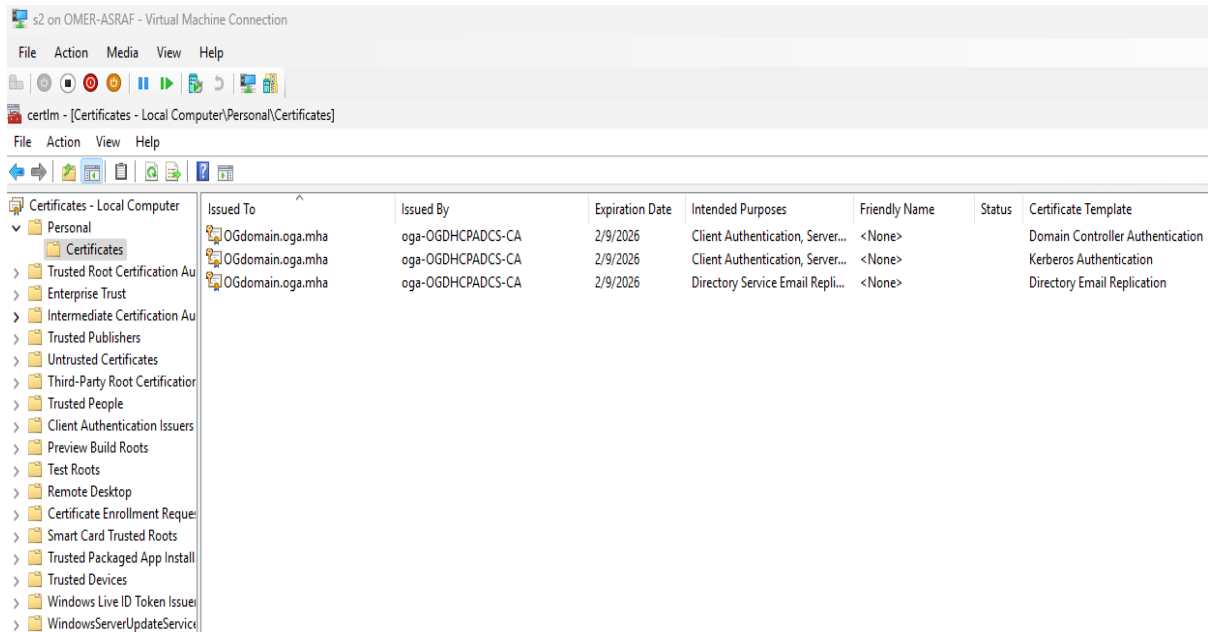 s2 on OMER-ASRAF - Virtual Machine Connection
File Action Media View Help
certlm - [Certificates - Local Computer\Personal\Certificates]
File Action View Help
Certificates - Local Computer
Personal
Certificates
Trusted Root Certification Au
Enterprise Trust
Intermediate Certification Au
Trusted Publishers
Untrusted Certificates
Third-Party Root Certification
Trusted People
Client Authentication Issuers
Preview Build Roots
Test Roots
Remote Desktop
Certificate Enrollment Reques
Smart Card Trusted Roots
Trusted Packaged App Install
Trusted Devices
Windows Live ID Token Issuer
WindowsServerUpdateService
Issued To Issued By Expiration Date Intended Purposes Friendly Name Status Certificate Template
OGdomain.oga.mha oga-OGDHCPADCS-CA 2/9/2026 Client Authentication, Server... <None> Domain Controller Authentication
OGdomain.oga.mha oga-OGDHCPADCS-CA 2/9/2026 Client Authentication, Server... <None> Kerberos Authentication
OGdomain.oga.mha oga-OGDHCPADCS-CA 2/9/2026 Directory Service Email Repli... <None> Directory Email Replication